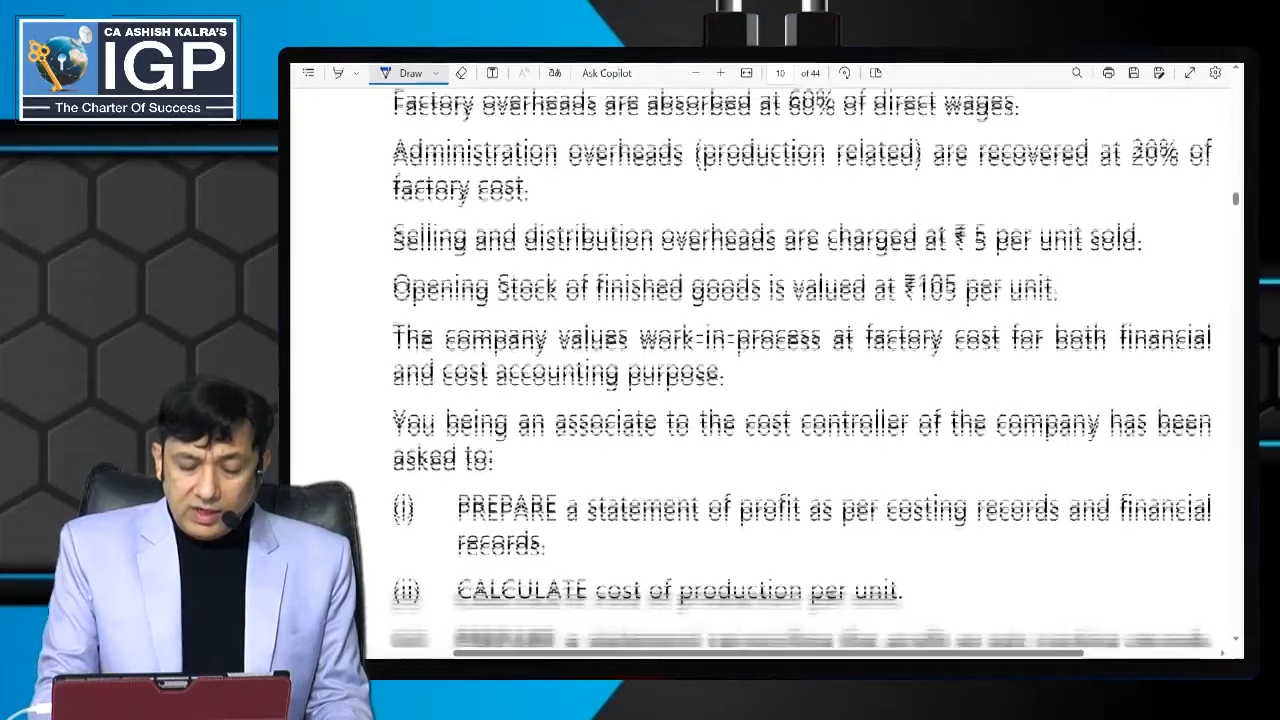 CA ASHISH KALRA'S
IGP
The Charter Of Success
Draw
Ask Copilot
10 of 44
Factory overheads are absorbed at 60% of direct wages.
Administration overheads (production related) are recovered at 20% of
factory cost.
Selling and distribution overheads are charged at ₹ 5 per unit sold.
Opening Stock of finished goods is valued at ₹105 per unit.
The company values work-in-process at factory cost for both financial
and cost accounting purpose.
You being an associate to the cost controller of the company has been
asked to:
(i) PREPARE a statement of profit as per costing records and financial
records.
(ii) CALCULATE cost of production per unit.